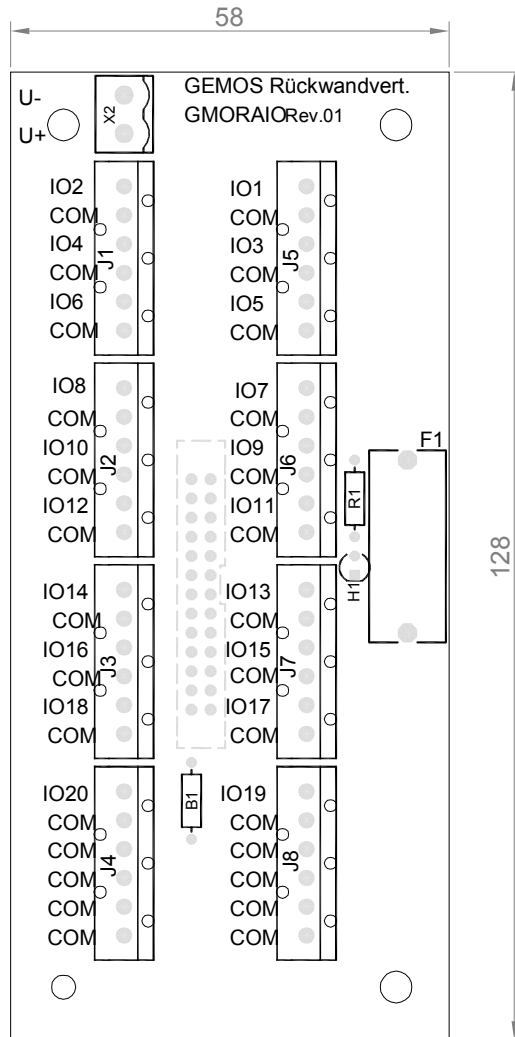 58
U-
U+
X2
GEMOS Rückwandvert.
GMORAIO Rev.01
IO2
COM
IO4
COM
IO6
COM
J1
IO1
COM
IO3
COM
IO5
COM
J5
IO8
COM
IO10
COM
IO12
COM
J2
IO7
COM
IO9
COM
IO11
COM
J6
F1
R1
H1
128
IO14
COM
IO16
COM
IO18
COM
J3
IO13
COM
IO15
COM
IO17
COM
J7
IO20
COM
COM
COM
COM
COM
J4
B1
IO19
COM
COM
COM
COM
COM
J8